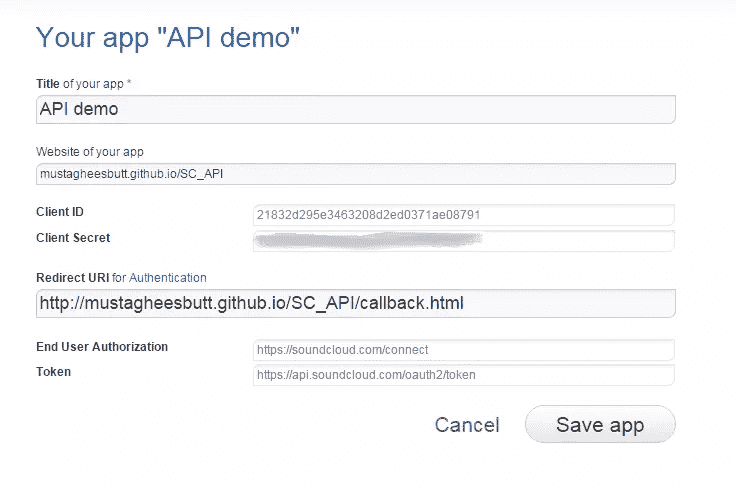 Your app "API demo"
Title of your app *
API demo
Website of your app
mustagheesbutt.github.io/SC_API
Client ID 21832d295e3463208d2ed0371ae08791
Client Secret
Redirect URI for Authentication
http://mustagheesbutt.github.io/SC_API/callback.html
End User Authorization https://soundcloud.com/connect
Token https://api.soundcloud.com/oauth2/token
Cancel Save app